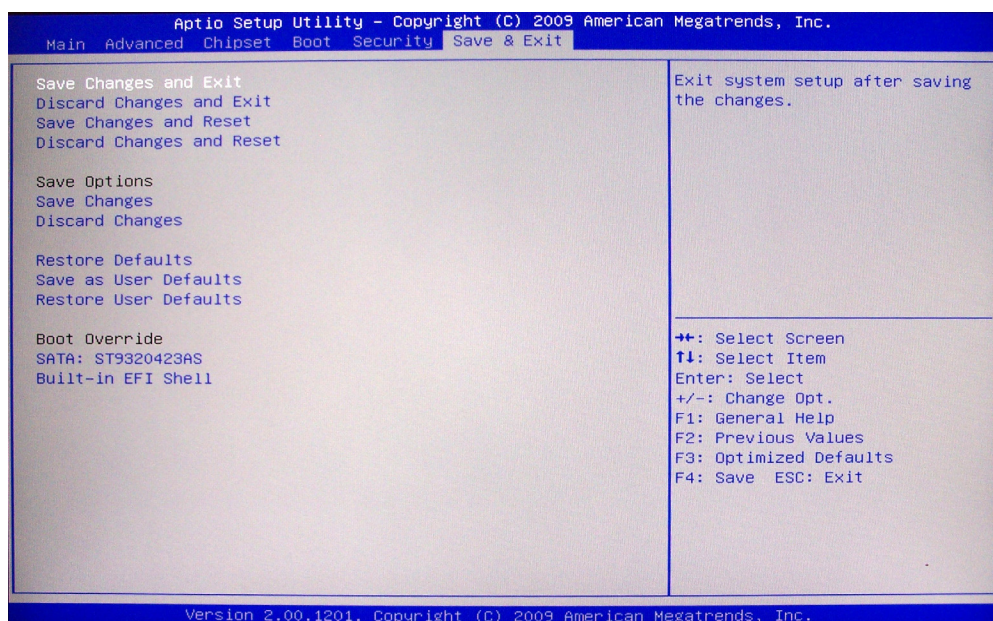 Aptio Setup Utility – Copyright (C) 2009 American Megatrends, Inc.
Main Advanced Chipset Boot Security Save & Exit
Save Changes and Exit
Discard Changes and Exit
Save Changes and Reset
Discard Changes and Reset
Save Options
Save Changes
Discard Changes
Restore Defaults
Save as User Defaults
Restore User Defaults
Boot Override
SATA: ST9320423AS
Built-in EFI Shell
Exit system setup after saving
the changes.
→←: Select Screen
↑↓: Select Item
Enter: Select
+/-: Change Opt.
F1: General Help
F2: Previous Values
F3: Optimized Defaults
F4: Save ESC: Exit
Version 2.00.1201. Copyright (C) 2009 American Megatrends, Inc.